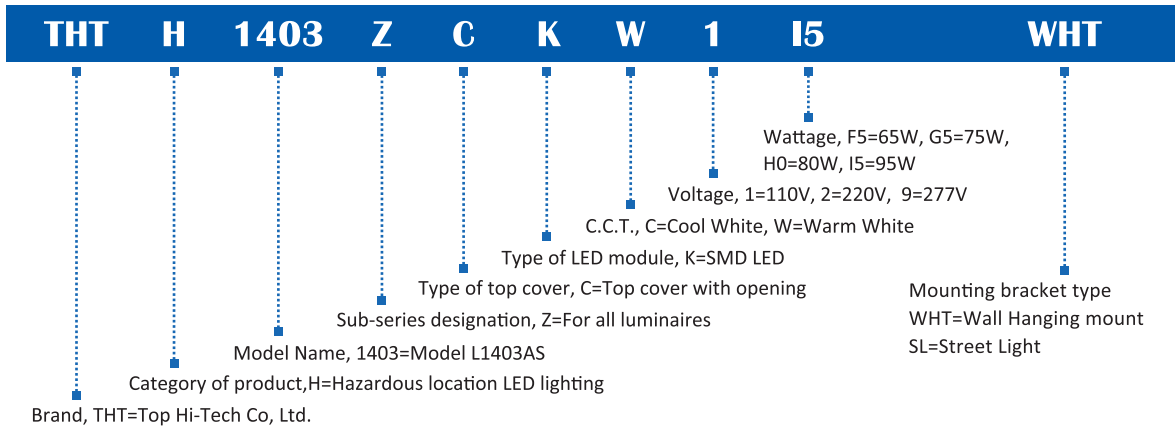 THT H 1403 Z C K W 1 I5 WHT
Wattage, F5=65W, G5=75W,
H0=80W, I5=95W
Voltage, 1=110V, 2=220V, 9=277V
C.C.T., C=Cool White, W=Warm White
Type of LED module, K=SMD LED
Type of top cover, C=Top cover with opening
Sub-series designation, Z=For all luminaires
Model Name, 1403=Model L1403AS
Category of product,H=Hazardous location LED lighting
Brand, THT=Top Hi-Tech Co, Ltd.
Mounting bracket type
WHT=Wall Hanging mount
SL=Street Light